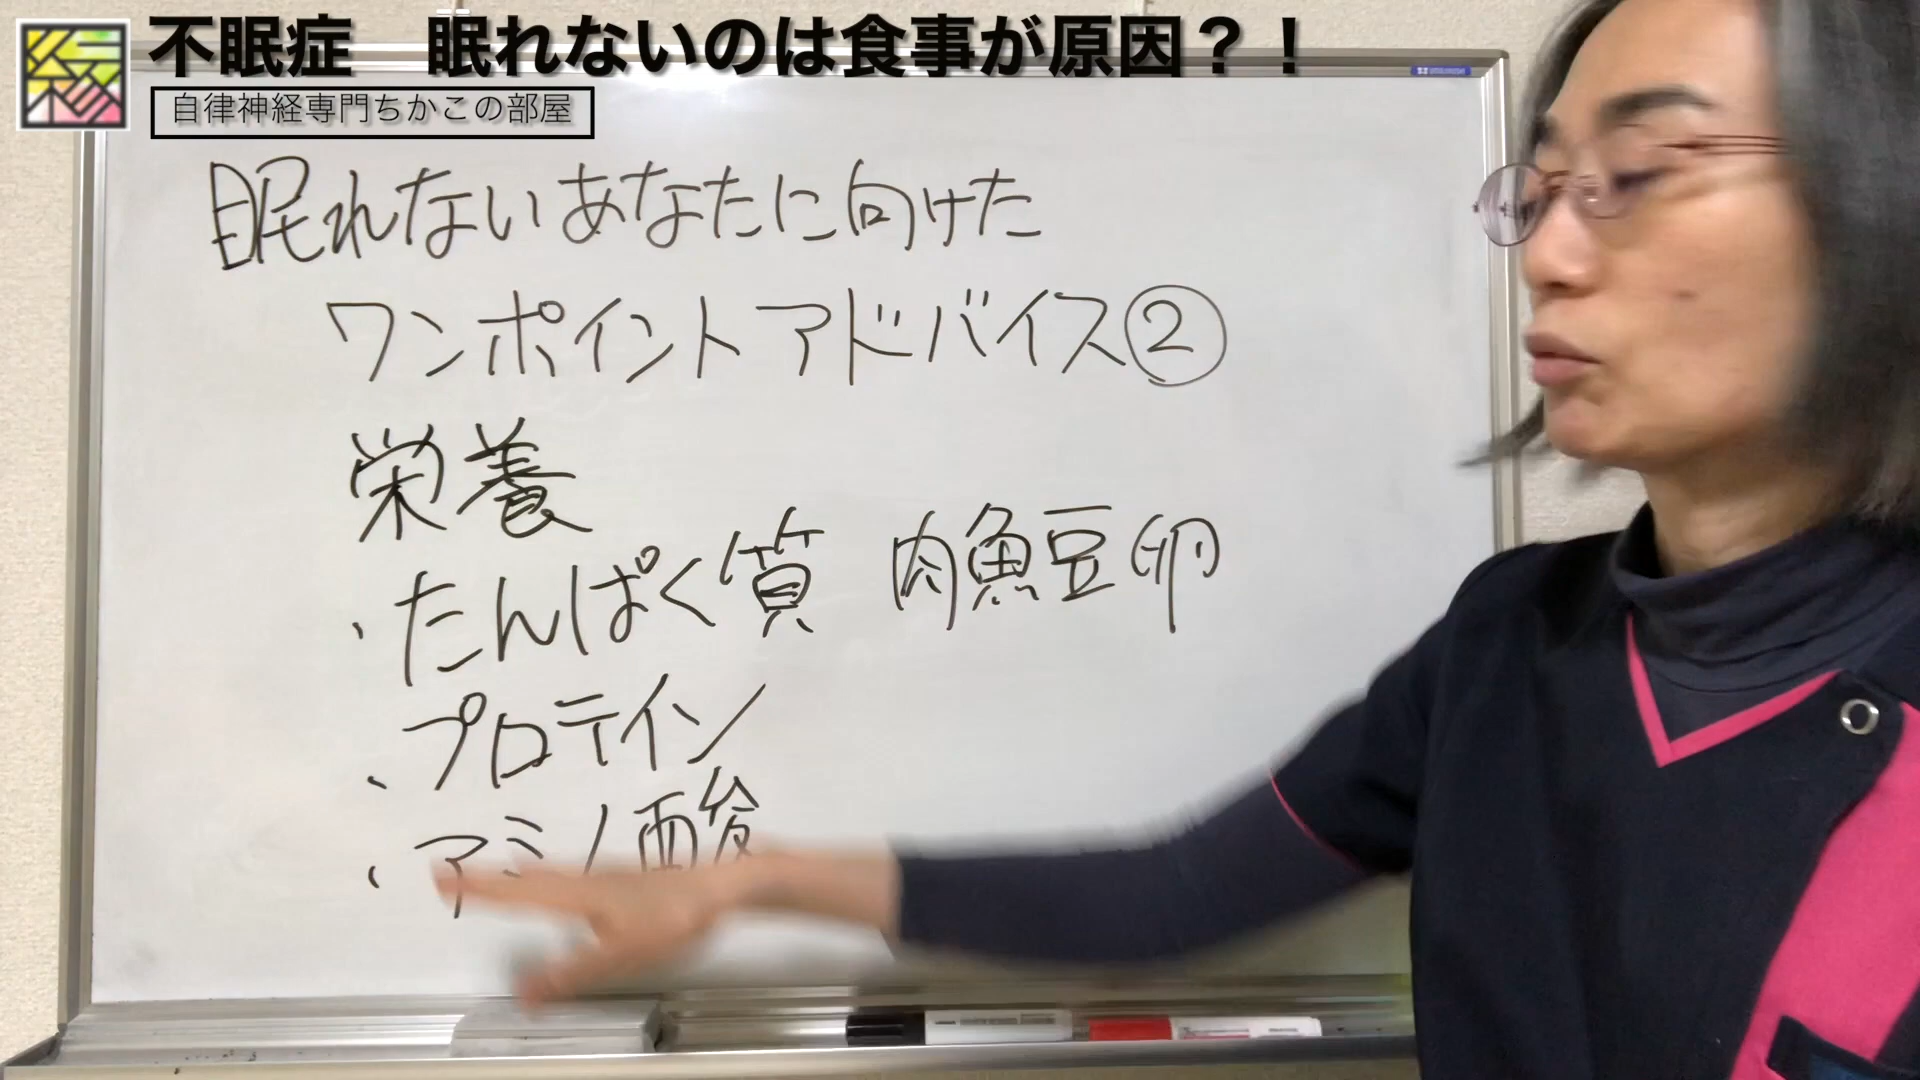 不眠症　眠れないのは食事が原因？！
自律神経専門ちかこの部屋
眠れないあなたに向けた
ワンポイントアドバイス②
栄養
・たんぱく質 肉魚豆卵
・プロテイン
・アミノ酸